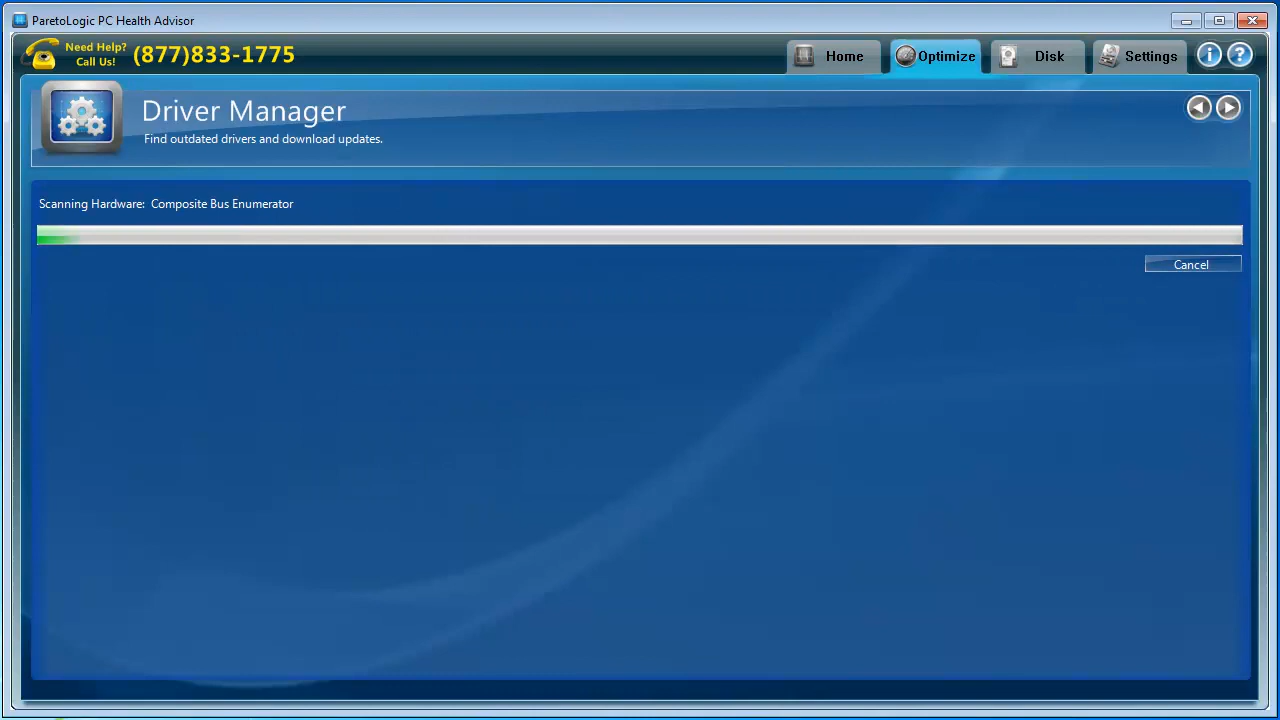 ParetoLogic PC Health Advisor
Need Help?
Call Us!
(877)833-1775
Home
Optimize
Disk
Settings
Driver Manager
Find outdated drivers and download updates.
Scanning Hardware: Composite Bus Enumerator
Cancel